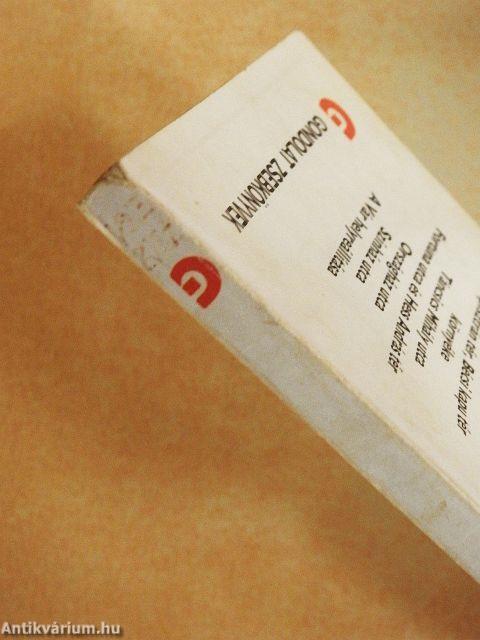 G GONDOLAT ZSEBKÖNYVEK
A Vár helyreállítása
Színház utca
Országház utca
Fortuna utca és Hess András tér
Táncsics Mihály utca
környéke
tér, Bécsi kapu tér
G
Antikvárium.hu